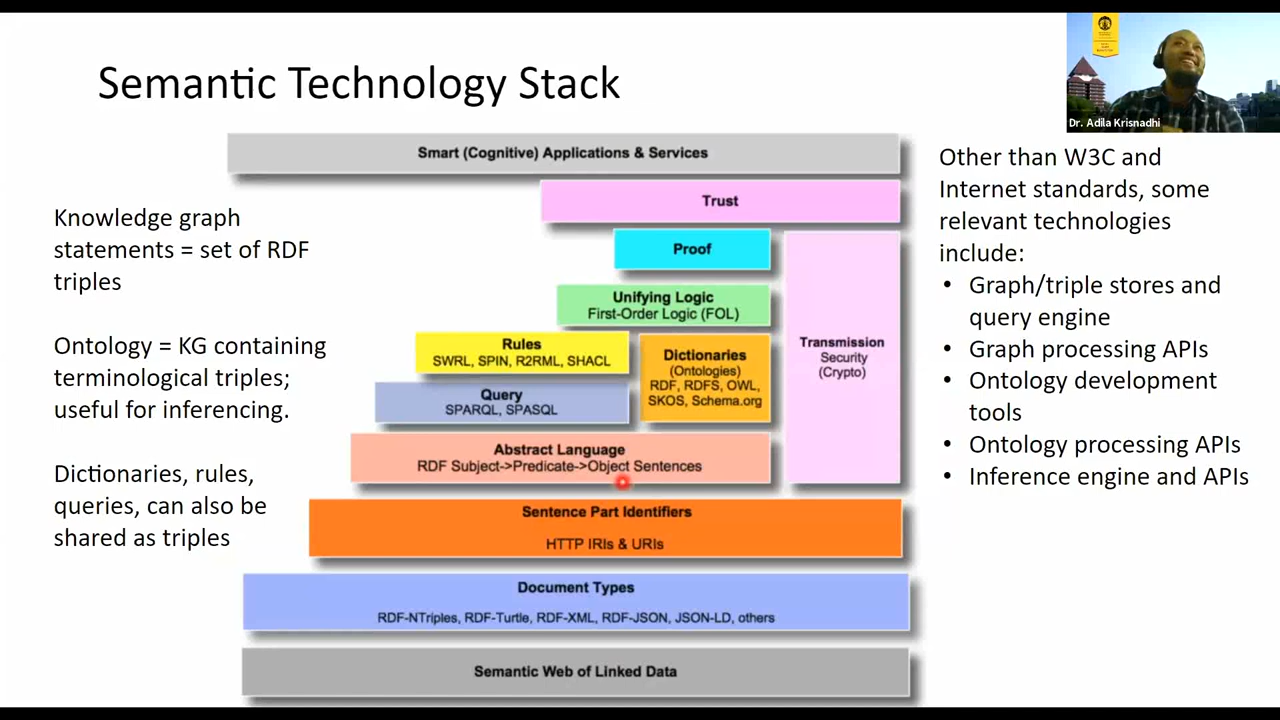 Semantic Technology Stack
Dr. Adila Krisnadhi
Knowledge graph
statements = set of RDF
triples
Ontology = KG containing
terminological triples;
useful for inferencing.
Dictionaries, rules,
queries, can also be
shared as triples
Smart (Cognitive) Applications & Services
Trust
Proof
Unifying Logic
First-Order Logic (FOL)
Rules
SWRL, SPIN, R2RML, SHACL
Query
SPARQL, SPASQL
Dictionaries
(Ontologies)
RDF, RDFS, OWL,
SKOS, Schema.org
Transmission
Security
(Crypto)
Abstract Language
RDF Subject->Predicate->Object Sentences
Sentence Part Identifiers
HTTP IRIs & URIs
Document Types
RDF-NTriples, RDF-Turtle, RDF-XML, RDF-JSON, JSON-LD, others
Semantic Web of Linked Data
Other than W3C and
Internet standards, some
relevant technologies
include:
• Graph/triple stores and
query engine
• Graph processing APIs
• Ontology development
tools
• Ontology processing APIs
• Inference engine and APIs